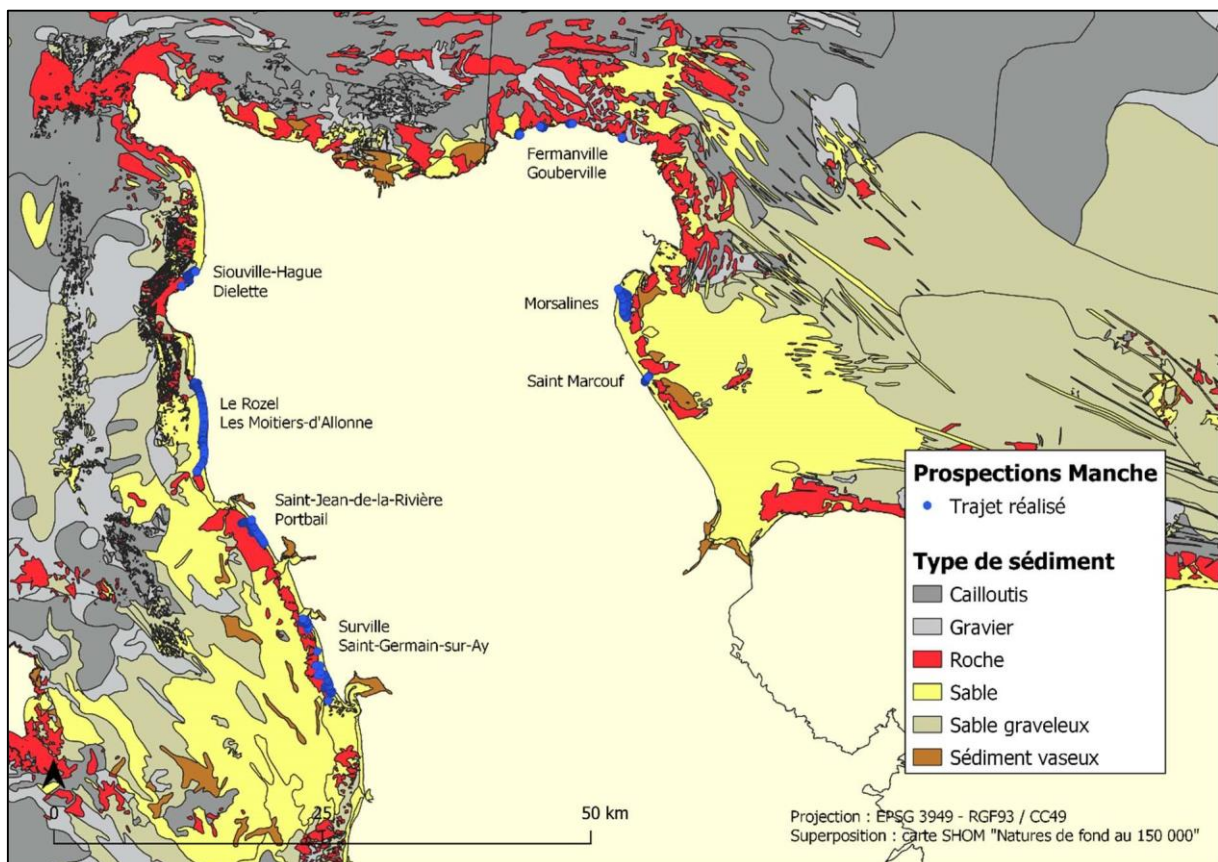 Fermanville
Gouberville
Siouville-Hague
Dielette
Morsalines
Saint Marcouf
Le Rozel
Les Moitiers-d'Allonne
Saint-Jean-de-la-Rivière
Portbail
Surville
Saint-Germain-sur-Ay
Prospections Manche
Trajet réalisé
Type de sédiment
Cailloutis
Gravier
Roche
Sable
Sable graveleux
Sédiment vaseux
0 25 50 km
Projection : EPSG 3949 - RGF93 / CC49
Superposition : carte SHOM "Natures de fond au 150 000"